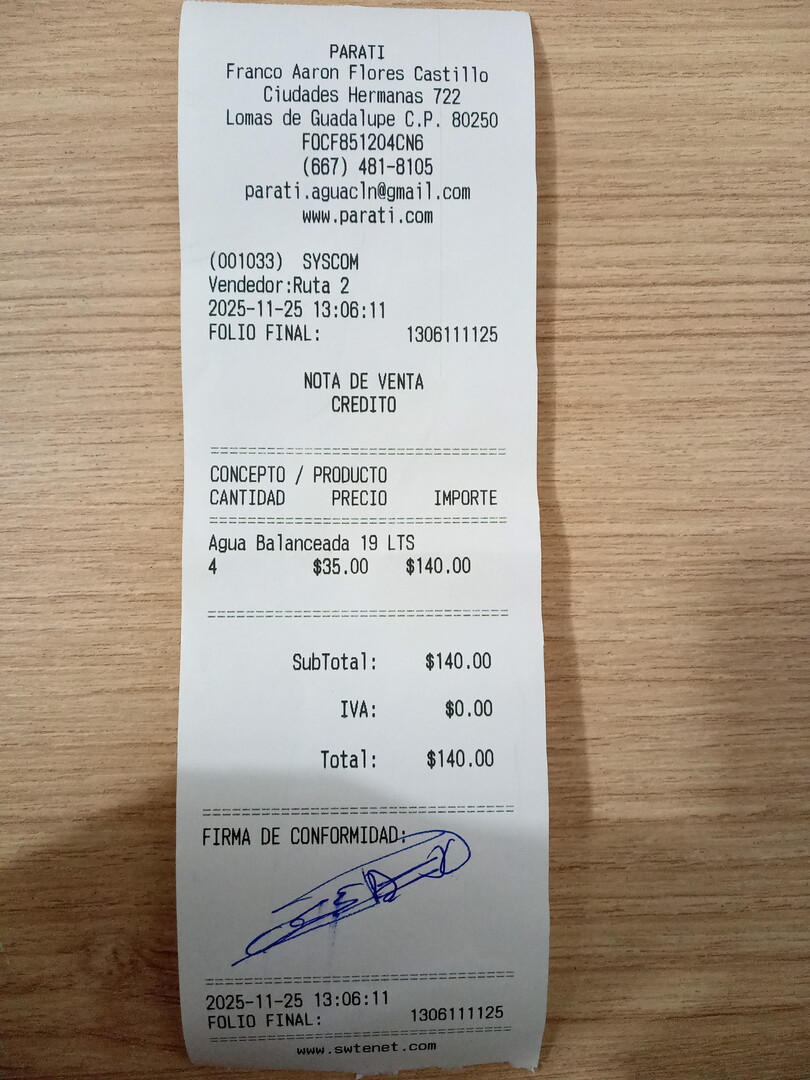 PARATI
Franco Aaron Flores Castillo
Ciudades Hermanas 722
Lomas de Guadalupe C.P. 80250
FOCF851204CN6
(667) 481-8105
parati.aguacln@gmail.com
www.parati.com
(001033) SYSCOM
Vendedor:Ruta 2
2025-11-25 13:06:11
FOLIO FINAL: 1306111125
NOTA DE VENTA
CREDITO
CONCEPTO / PRODUCTO
CANTIDAD PRECIO IMPORTE
Agua Balanceada 19 LTS
4 $35.00 $140.00
SubTotal: $140.00
IVA: $0.00
Total: $140.00
FIRMA DE CONFORMIDAD:
2025-11-25 13:06:11
FOLIO FINAL: 1306111125
www.swtenet.com